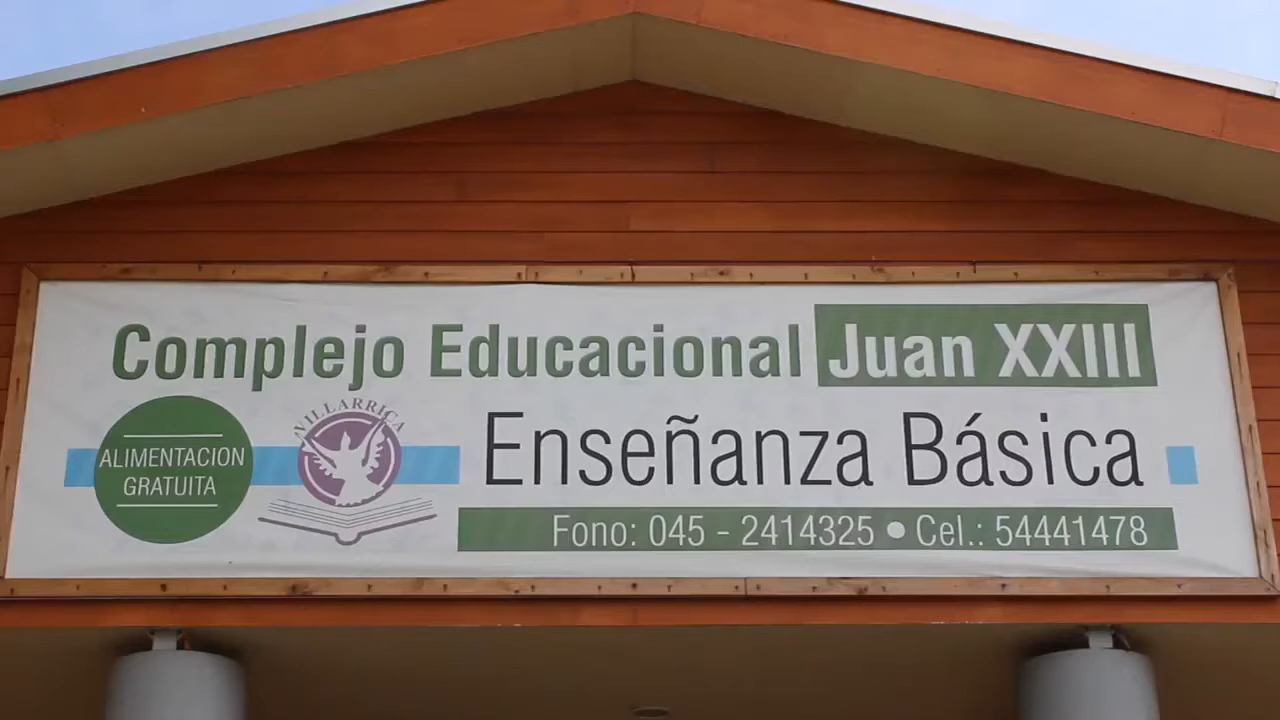 Complejo Educacional Juan XXIII
ALIMENTACION
GRATUITA
VILLARRICA
Enseñanza Básica
Fono: 045 - 2414325 • Cel.: 54441478